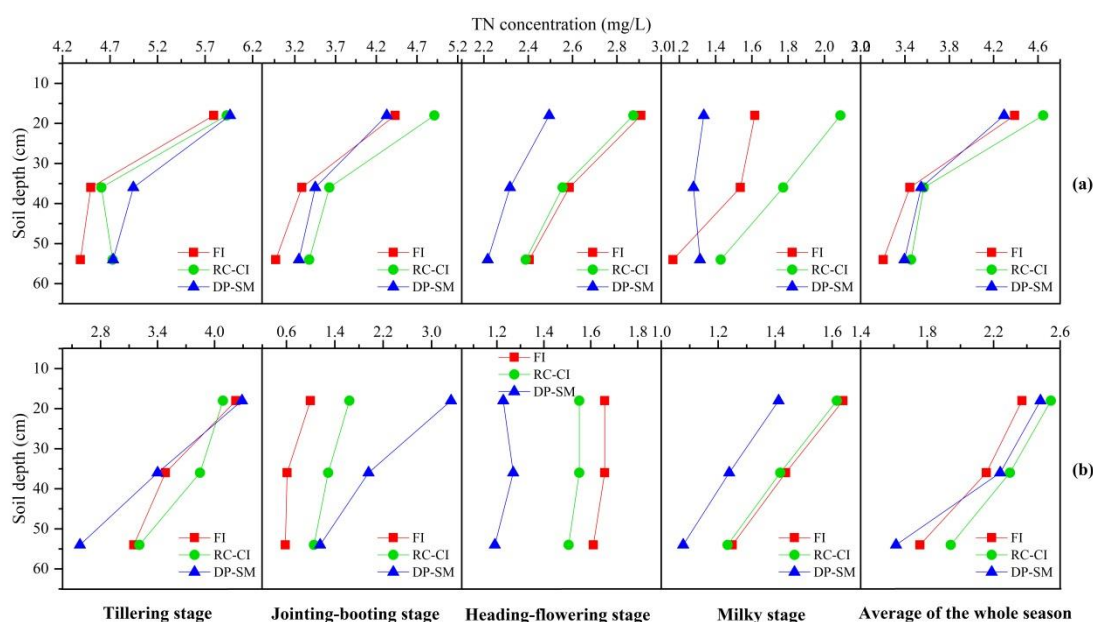 TN concentration (mg/L)
4.2 4.7 5.2 5.7 6.2 3.2 3.7 4.2 4.7 5.2 2.2 2.4 2.6 2.8 3.0 1.2 1.4 1.6 1.8 2.0 3.0 3.4 3.8 4.2 4.6
10
20
30
40
50
60
Soil depth (cm)
FI
RC-CI
DP-SM
FI
RC-CI
DP-SM
FI
RC-CI
DP-SM
FI
RC-CI
DP-SM
FI
RC-CI
DP-SM
(a)
2.8 3.4 4.0 0.6 1.4 2.2 3.0 1.2 1.4 1.6 1.8 1.0 1.2 1.4 1.6 1.4 1.8 2.2 2.6
10
20
30
40
50
60
Soil depth (cm)
FI
RC-CI
DP-SM
FI
RC-CI
DP-SM
FI
RC-CI
DP-SM
FI
RC-CI
DP-SM
FI
RC-CI
DP-SM
(b)
Tillering stage Jointing-booting stage Heading-flowering stage Milky stage Average of the whole season